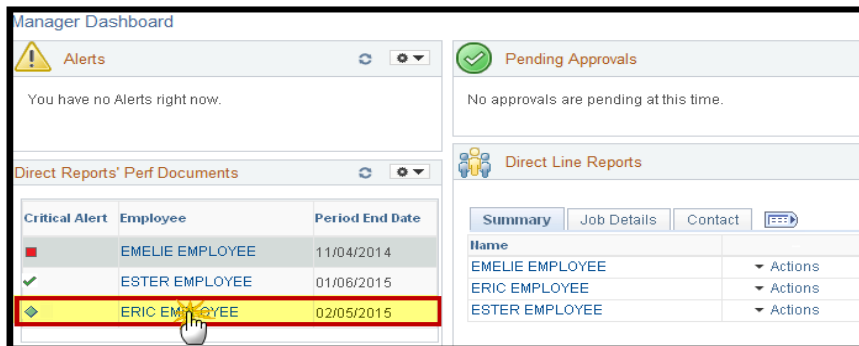 Manager Dashboard
Alerts
You have no Alerts right now.
Pending Approvals
No approvals are pending at this time.
Direct Reports' Perf Documents
Critical Alert Employee Period End Date
EMELIE EMPLOYEE 11/04/2014
ESTER EMPLOYEE 01/06/2015
ERIC EMPLOYEE 02/05/2015
Direct Line Reports
Summary Job Details Contact
Name
EMELIE EMPLOYEE Actions
ERIC EMPLOYEE Actions
ESTER EMPLOYEE Actions